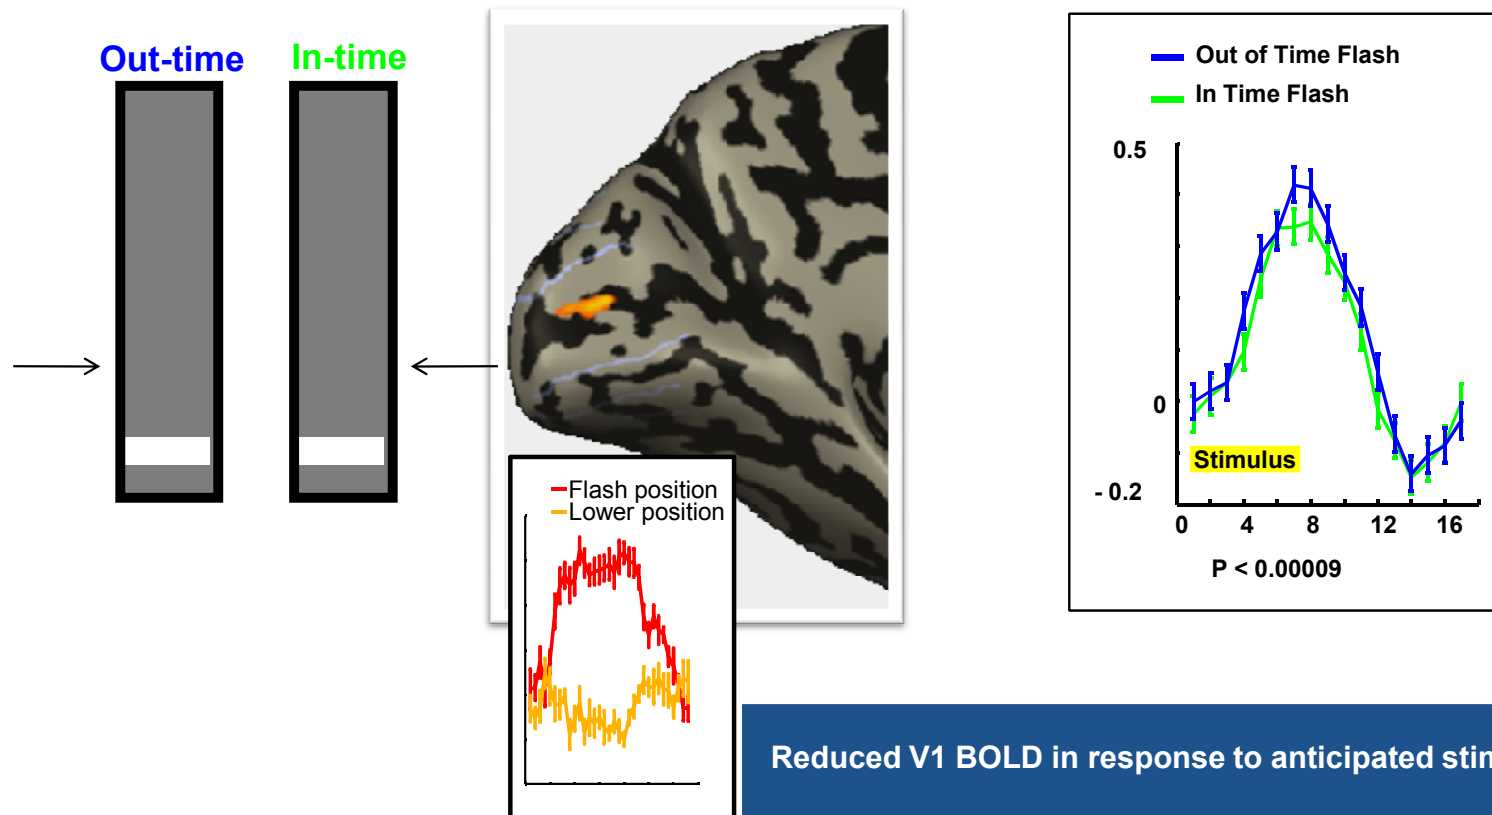 Out-time
In-time
Out of Time Flash
In Time Flash
0.5
0
Stimulus
- 0.2
0 4 8 12 16
P < 0.00009
Flash position
Lower position
Reduced V1 BOLD in response to anticipated